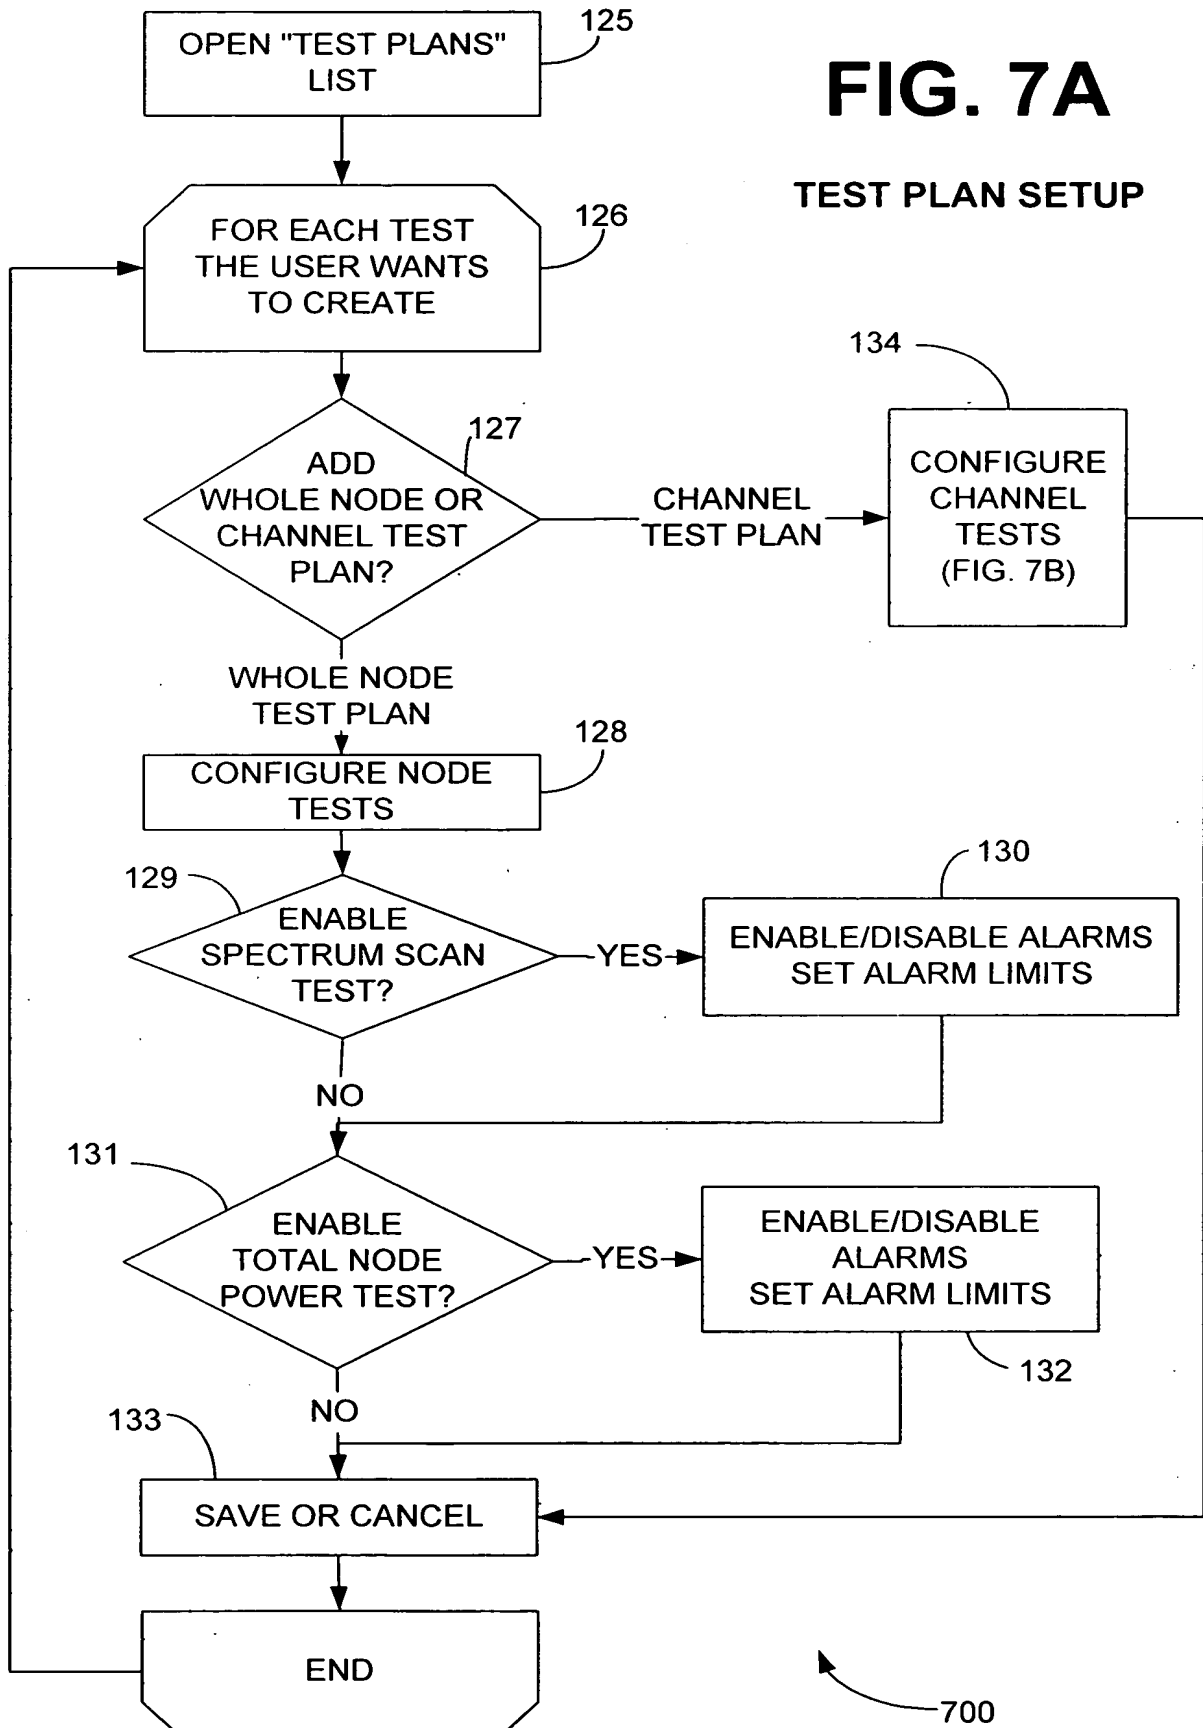 125
OPEN "TEST PLANS"
LIST
FIG. 7A
TEST PLAN SETUP
126
FOR EACH TEST
THE USER WANTS
TO CREATE
134
127
ADD
WHOLE NODE OR
CHANNEL TEST
PLAN?
CHANNEL
TEST PLAN
CONFIGURE
CHANNEL
TESTS
(FIG. 7B)
WHOLE NODE
TEST PLAN
128
CONFIGURE NODE
TESTS
129
ENABLE
SPECTRUM SCAN
TEST?
YES
130
ENABLE/DISABLE ALARMS
SET ALARM LIMITS
NO
131
ENABLE
TOTAL NODE
POWER TEST?
YES
ENABLE/DISABLE
ALARMS
SET ALARM LIMITS
132
NO
133
SAVE OR CANCEL
END
700